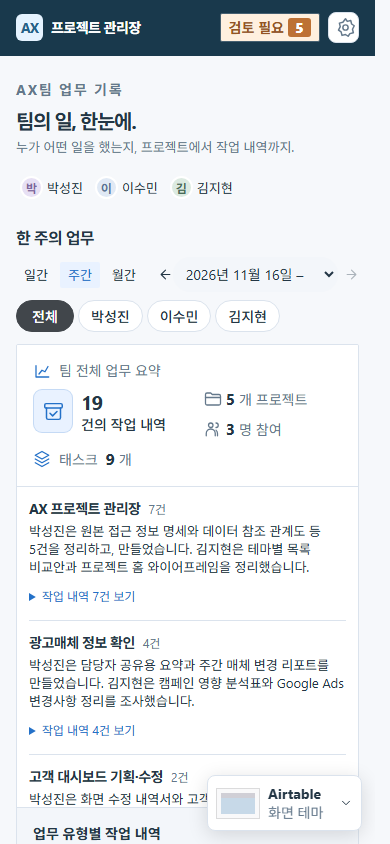 AX 프로젝트 관리장 검토 필요 5
AX팀 업무 기록
팀의 일, 한눈에.
누가 어떤 일을 했는지, 프로젝트에서 작업 내역까지.
박 박성진 이 이수민 김 김지현
한 주의 업무
일간 주간 월간 ← 2026년 11월 16일 – →
전체 박성진 이수민 김지현
팀 전체 업무 요약
19
건의 작업 내역
5 개 프로젝트
3 명 참여
태스크 9 개
AX 프로젝트 관리장 7건
박성진은 원본 접근 정보 명세와 데이터 참조 관계도 등
5건을 정리하고, 만들었습니다. 김지현은 테마별 목록
비교안과 프로젝트 홈 와이어프레임을 정리했습니다.
▶ 작업 내역 7건 보기
광고매체 정보 확인 4건
박성진은 담당자 공유용 요약과 주간 매체 변경 리포트를
만들었습니다. 김지현은 캠페인 영향 분석표와 Google Ads
변경사항 정리를 조사했습니다.
▶ 작업 내역 4건 보기
고객 대시보드 기획·수정 2건
박성진은 화면 수정 내역서와 고객
Airtable
화면 테마
업무 유형별 작업 내역